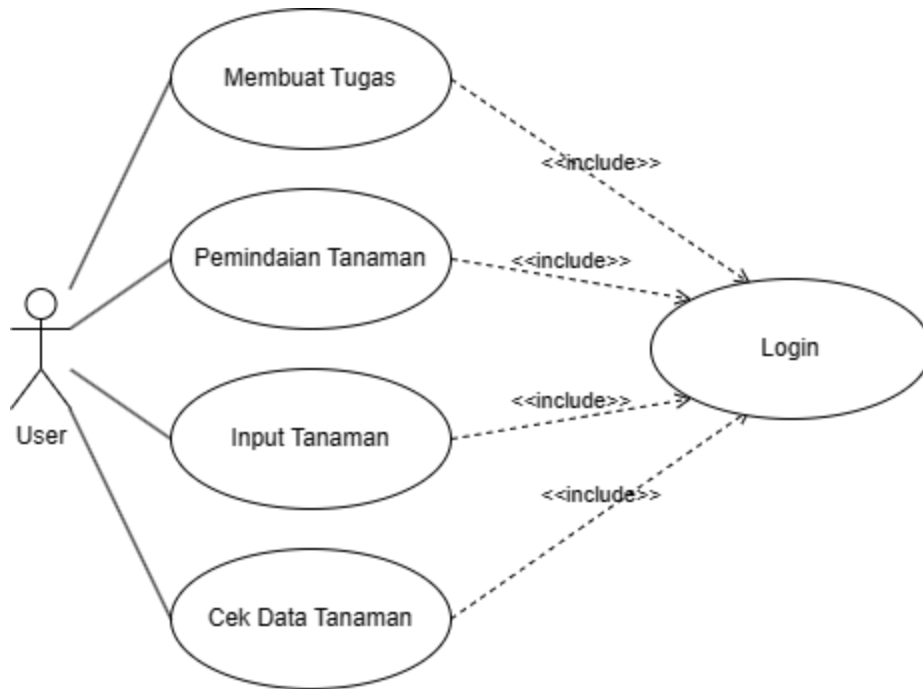 Membuat Tugas
<<include>>
Pemindaian Tanaman
<<include>>
Login
User
Input Tanaman
<<include>>
<<include>>
Cek Data Tanaman